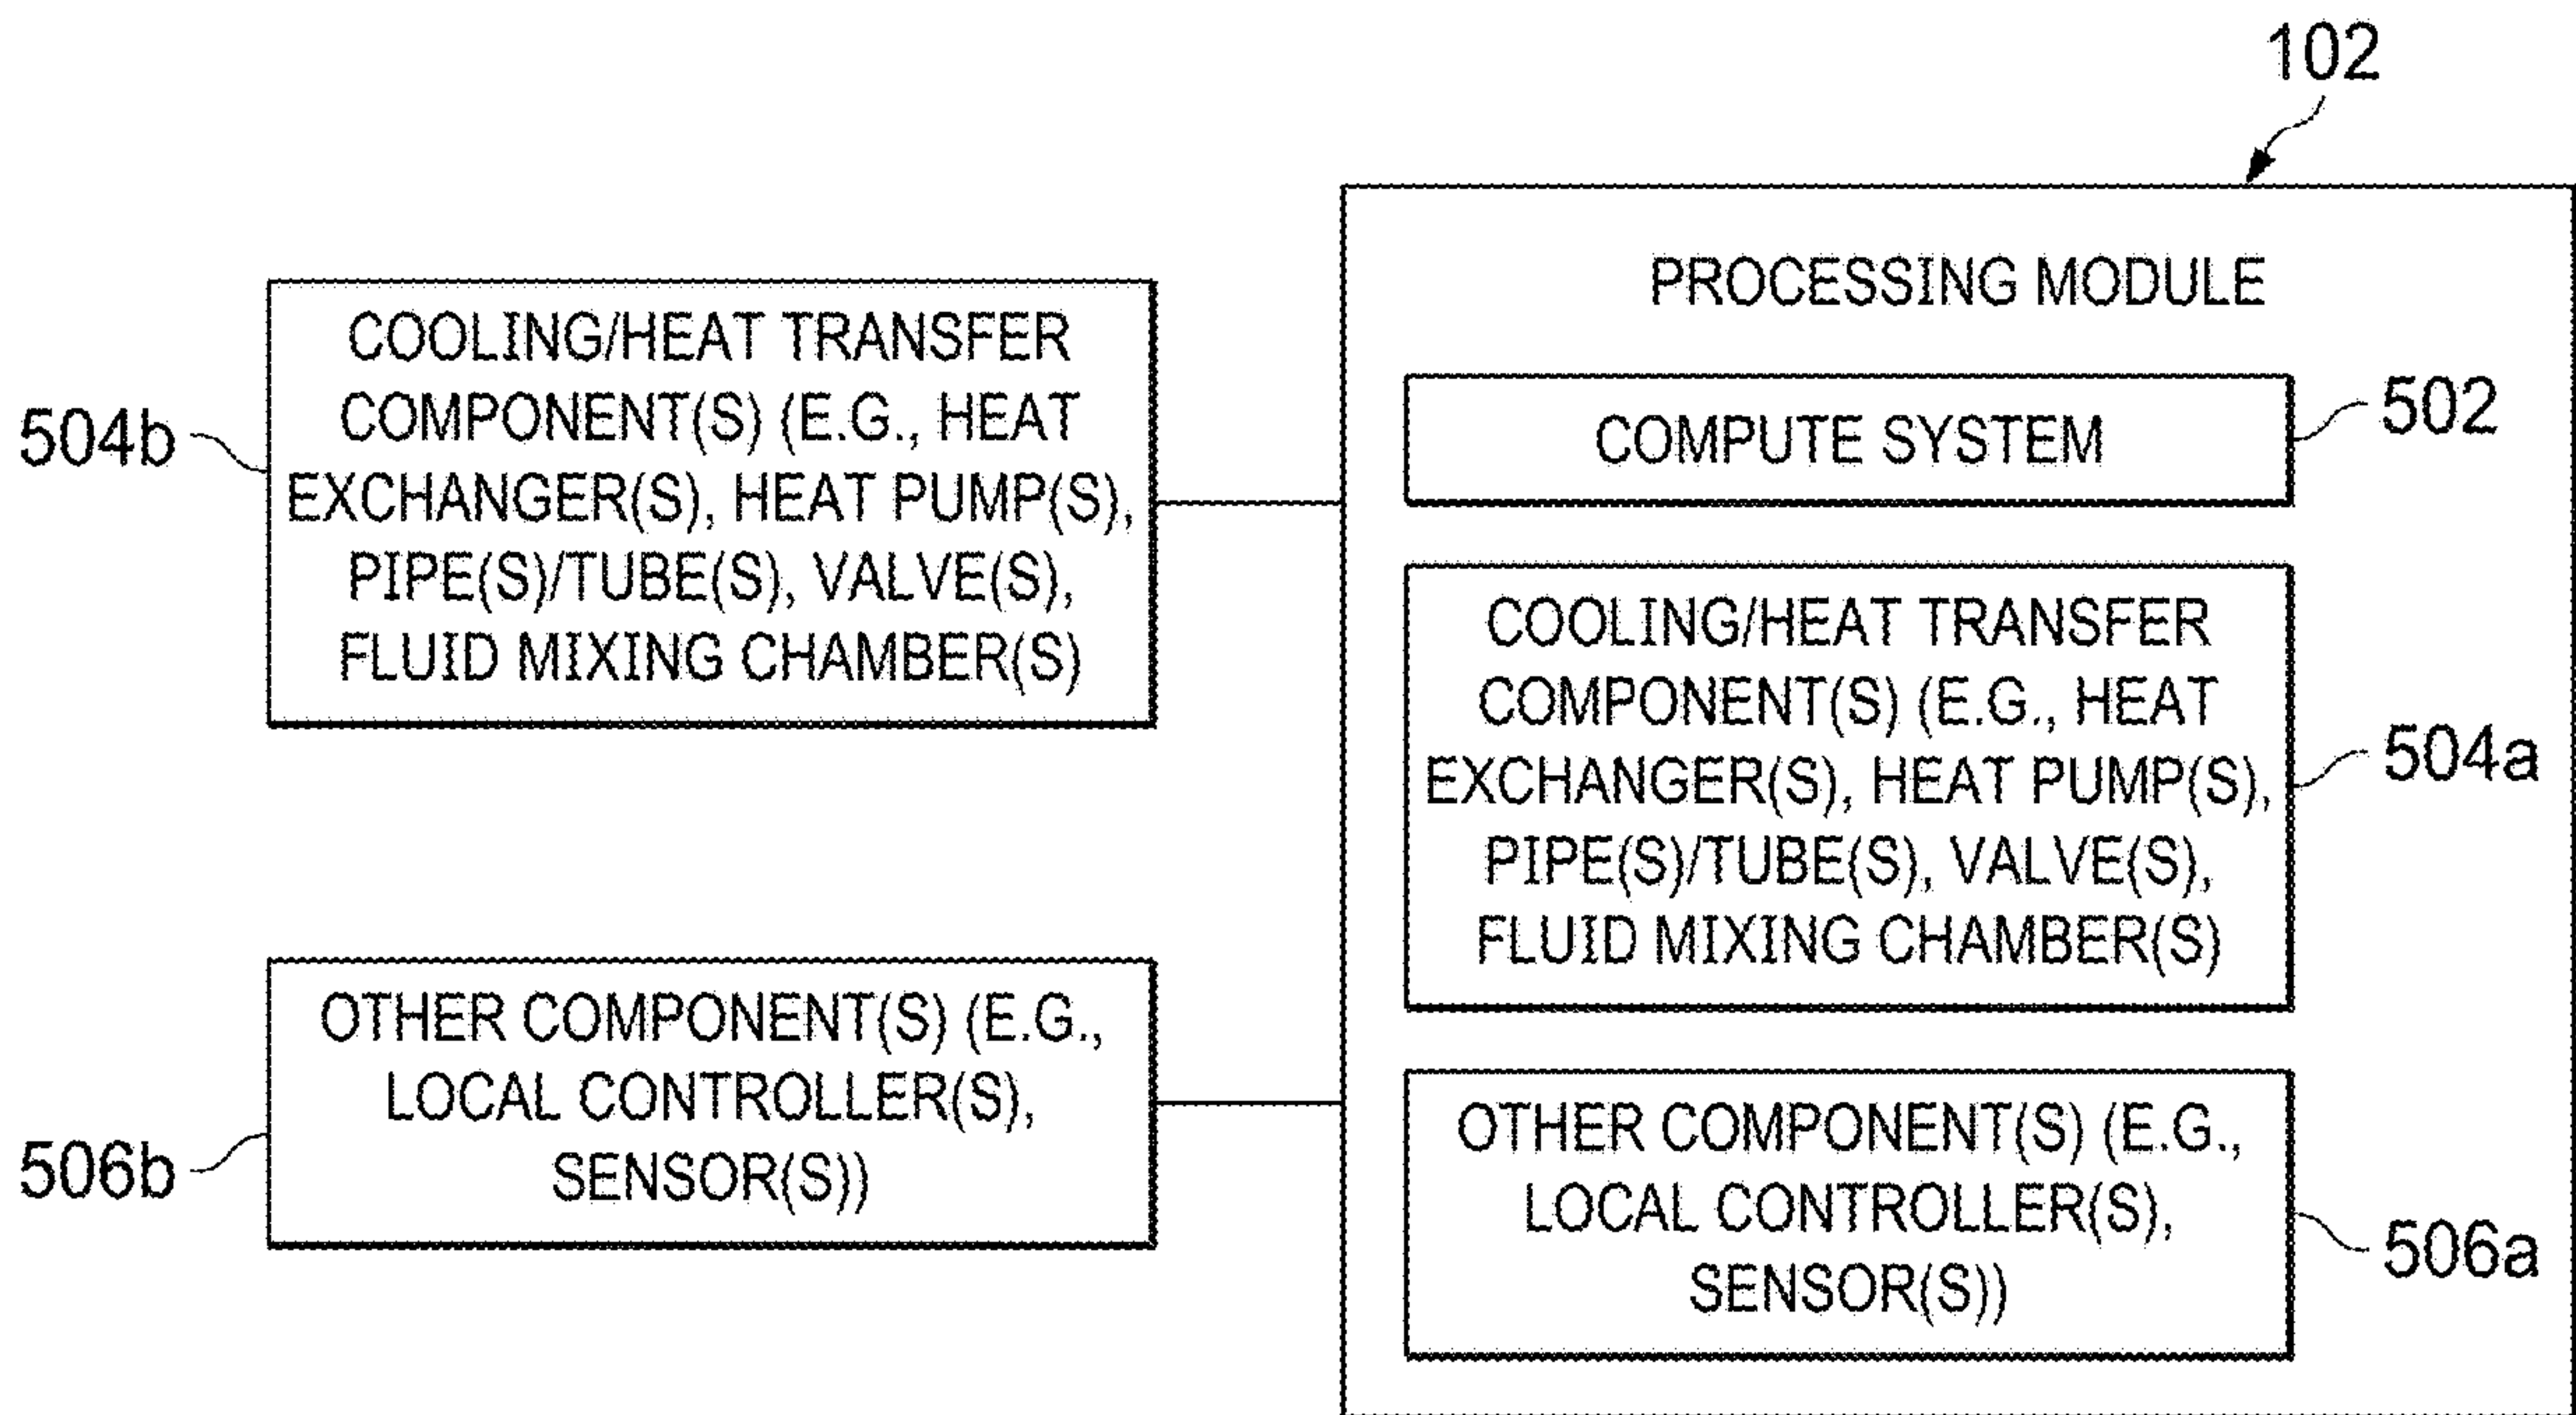 102
PROCESSING MODULE
COMPUTE SYSTEM
502
COOLING/HEAT TRANSFER
COMPONENT(S) (E.G., HEAT
EXCHANGER(S), HEAT PUMP(S),
PIPE(S)/TUBE(S), VALVE(S),
FLUID MIXING CHAMBER(S)
504b
COOLING/HEAT TRANSFER
COMPONENT(S) (E.G., HEAT
EXCHANGER(S), HEAT PUMP(S),
PIPE(S)/TUBE(S), VALVE(S),
FLUID MIXING CHAMBER(S)
504a
OTHER COMPONENT(S) (E.G.,
LOCAL CONTROLLER(S),
SENSOR(S))
506b
OTHER COMPONENT(S) (E.G.,
LOCAL CONTROLLER(S),
SENSOR(S))
506a